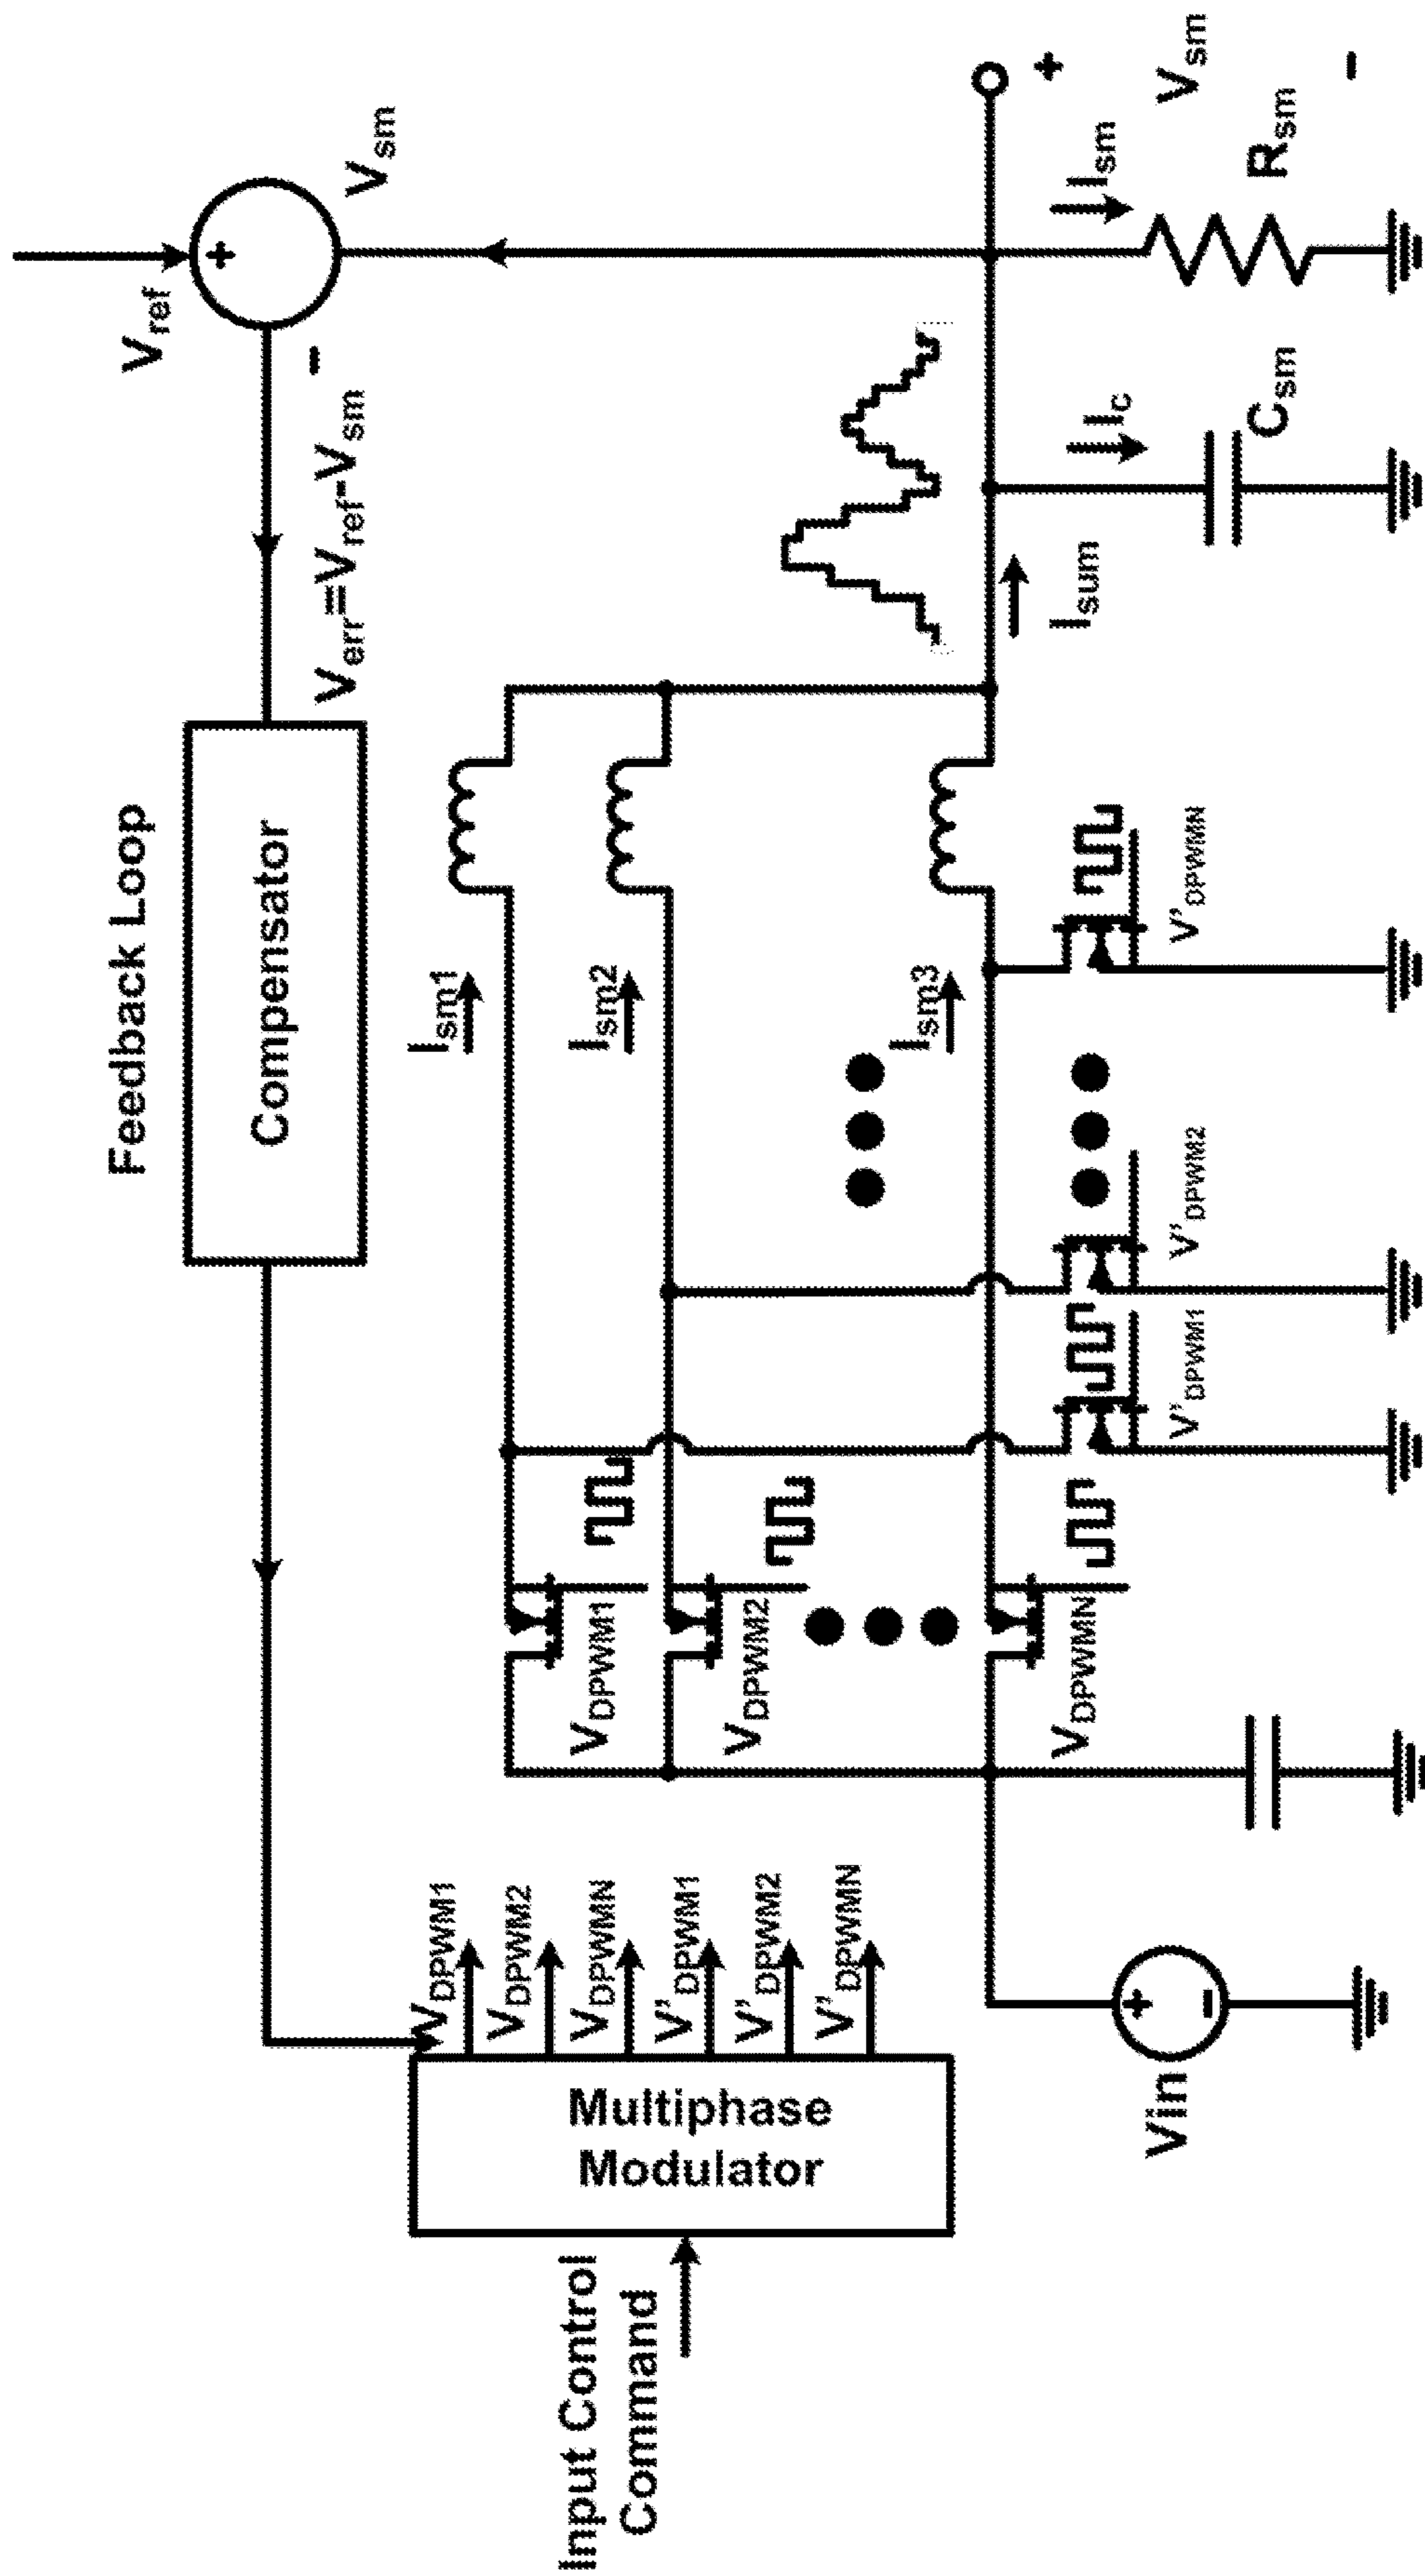 Feedback Loop
Compensator
V_err=V_ref-V_sm
V_ref
+
-
V_sm
Input Control
Command
Multiphase
Modulator
V_DPWM1
V_DPWM2
V_DPWMN
V'_DPWM1
V'_DPWM2
V'_DPWMN
I_sm1
I_sm2
I_sm3
V_DPWM1
V_DPWM2
V_DPWMN
V'_DPWM1
V'_DPWM2
V'_DPWMN
I_sum
I_c
C_sm
I_sm
R_sm
+
V_sm
-
Vin
+
-